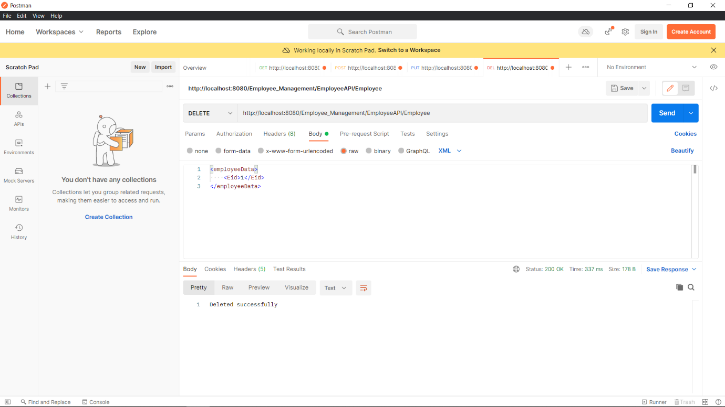 Postman
File Edit View Help
Home Workspaces Reports Explore
Search Postman
Sign In
Create Account
Working locally in Scratch Pad. Switch to a Workspace
Scratch Pad
New Import
Overview
GET http://localhost:8080
POST http://localhost:808
PUT http://localhost:8080
DEL http://localhost:8080
No Environment
Collections
APIs
Environments
Mock Servers
Monitors
History
You don't have any collections
Collections let you group related requests,
making them easier to access and run.
Create Collection
http://localhost:8080/Employee_Management/EmployeeAPI/Employee
Save
DELETE
http://localhost:8080/Employee_Management/EmployeeAPI/Employee
Send
Params Authorization Headers (8) Body Pre-request Script Tests Settings
Cookies
none form-data x-www-form-urlencoded raw binary GraphQL XML
Beautify
1 <employeeData>
2 <Eid>1</Eid>
3 </employeeData>
Body Cookies Headers (5) Test Results
Status: 200 OK Time: 337 ms Size: 178 B Save Response
Pretty Raw Preview Visualize Text
1 Deleted successfully
Find and Replace Console
Runner Trash